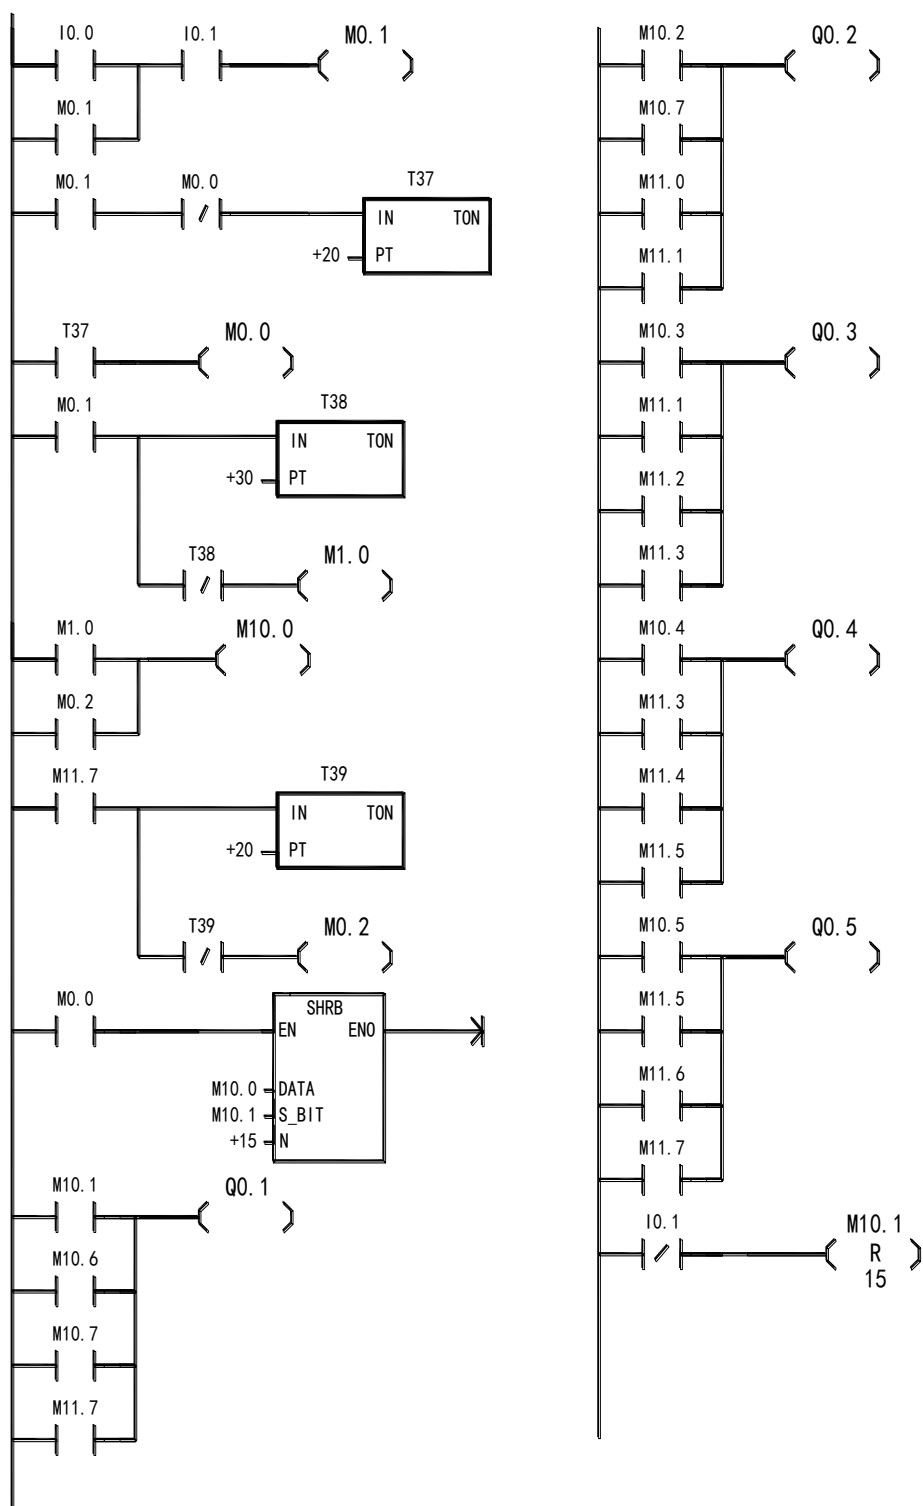 I0.0 I0.1 M0.1
M0.1
M0.1 M0.0 T37
IN TON
+20 PT
T37 M0.0
M0.1 T38
IN TON
+30 PT
T38 M1.0
M1.0 M10.0
M0.2
M11.7 T39
IN TON
+20 PT
T39 M0.2
M0.0 SHRB
EN ENO
M10.0 DATA
M10.1 S_BIT
+15 N
M10.1 Q0.1
M10.6
M10.7
M11.7
M10.2 Q0.2
M10.7
M11.0
M11.1
M10.3 Q0.3
M11.1
M11.2
M11.3
M10.4 Q0.4
M11.3
M11.4
M11.5
M10.5 Q0.5
M11.5
M11.6
M11.7
I0.1 M10.1
R
15